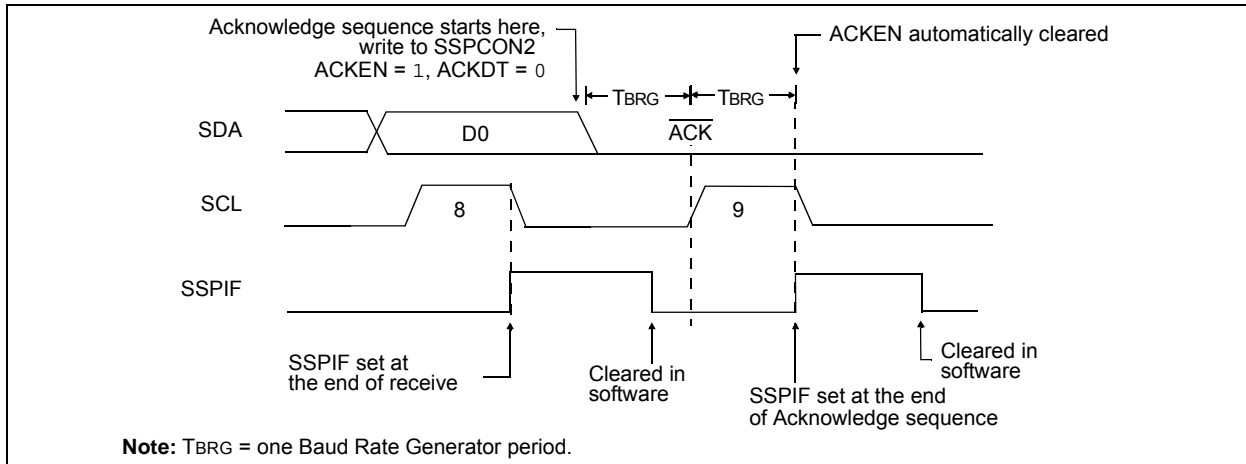 Acknowledge sequence starts here,
write to SSPCON2
ACKEN = 1, ACKDT = 0
ACKEN automatically cleared
TBRG
TBRG
SDA
D0
ACK
SCL
8
9
SSPIF
SSPIF set at
the end of receive
Cleared in
software
SSPIF set at the end
of Acknowledge sequence
Cleared in
software
Note: TBRG = one Baud Rate Generator period.